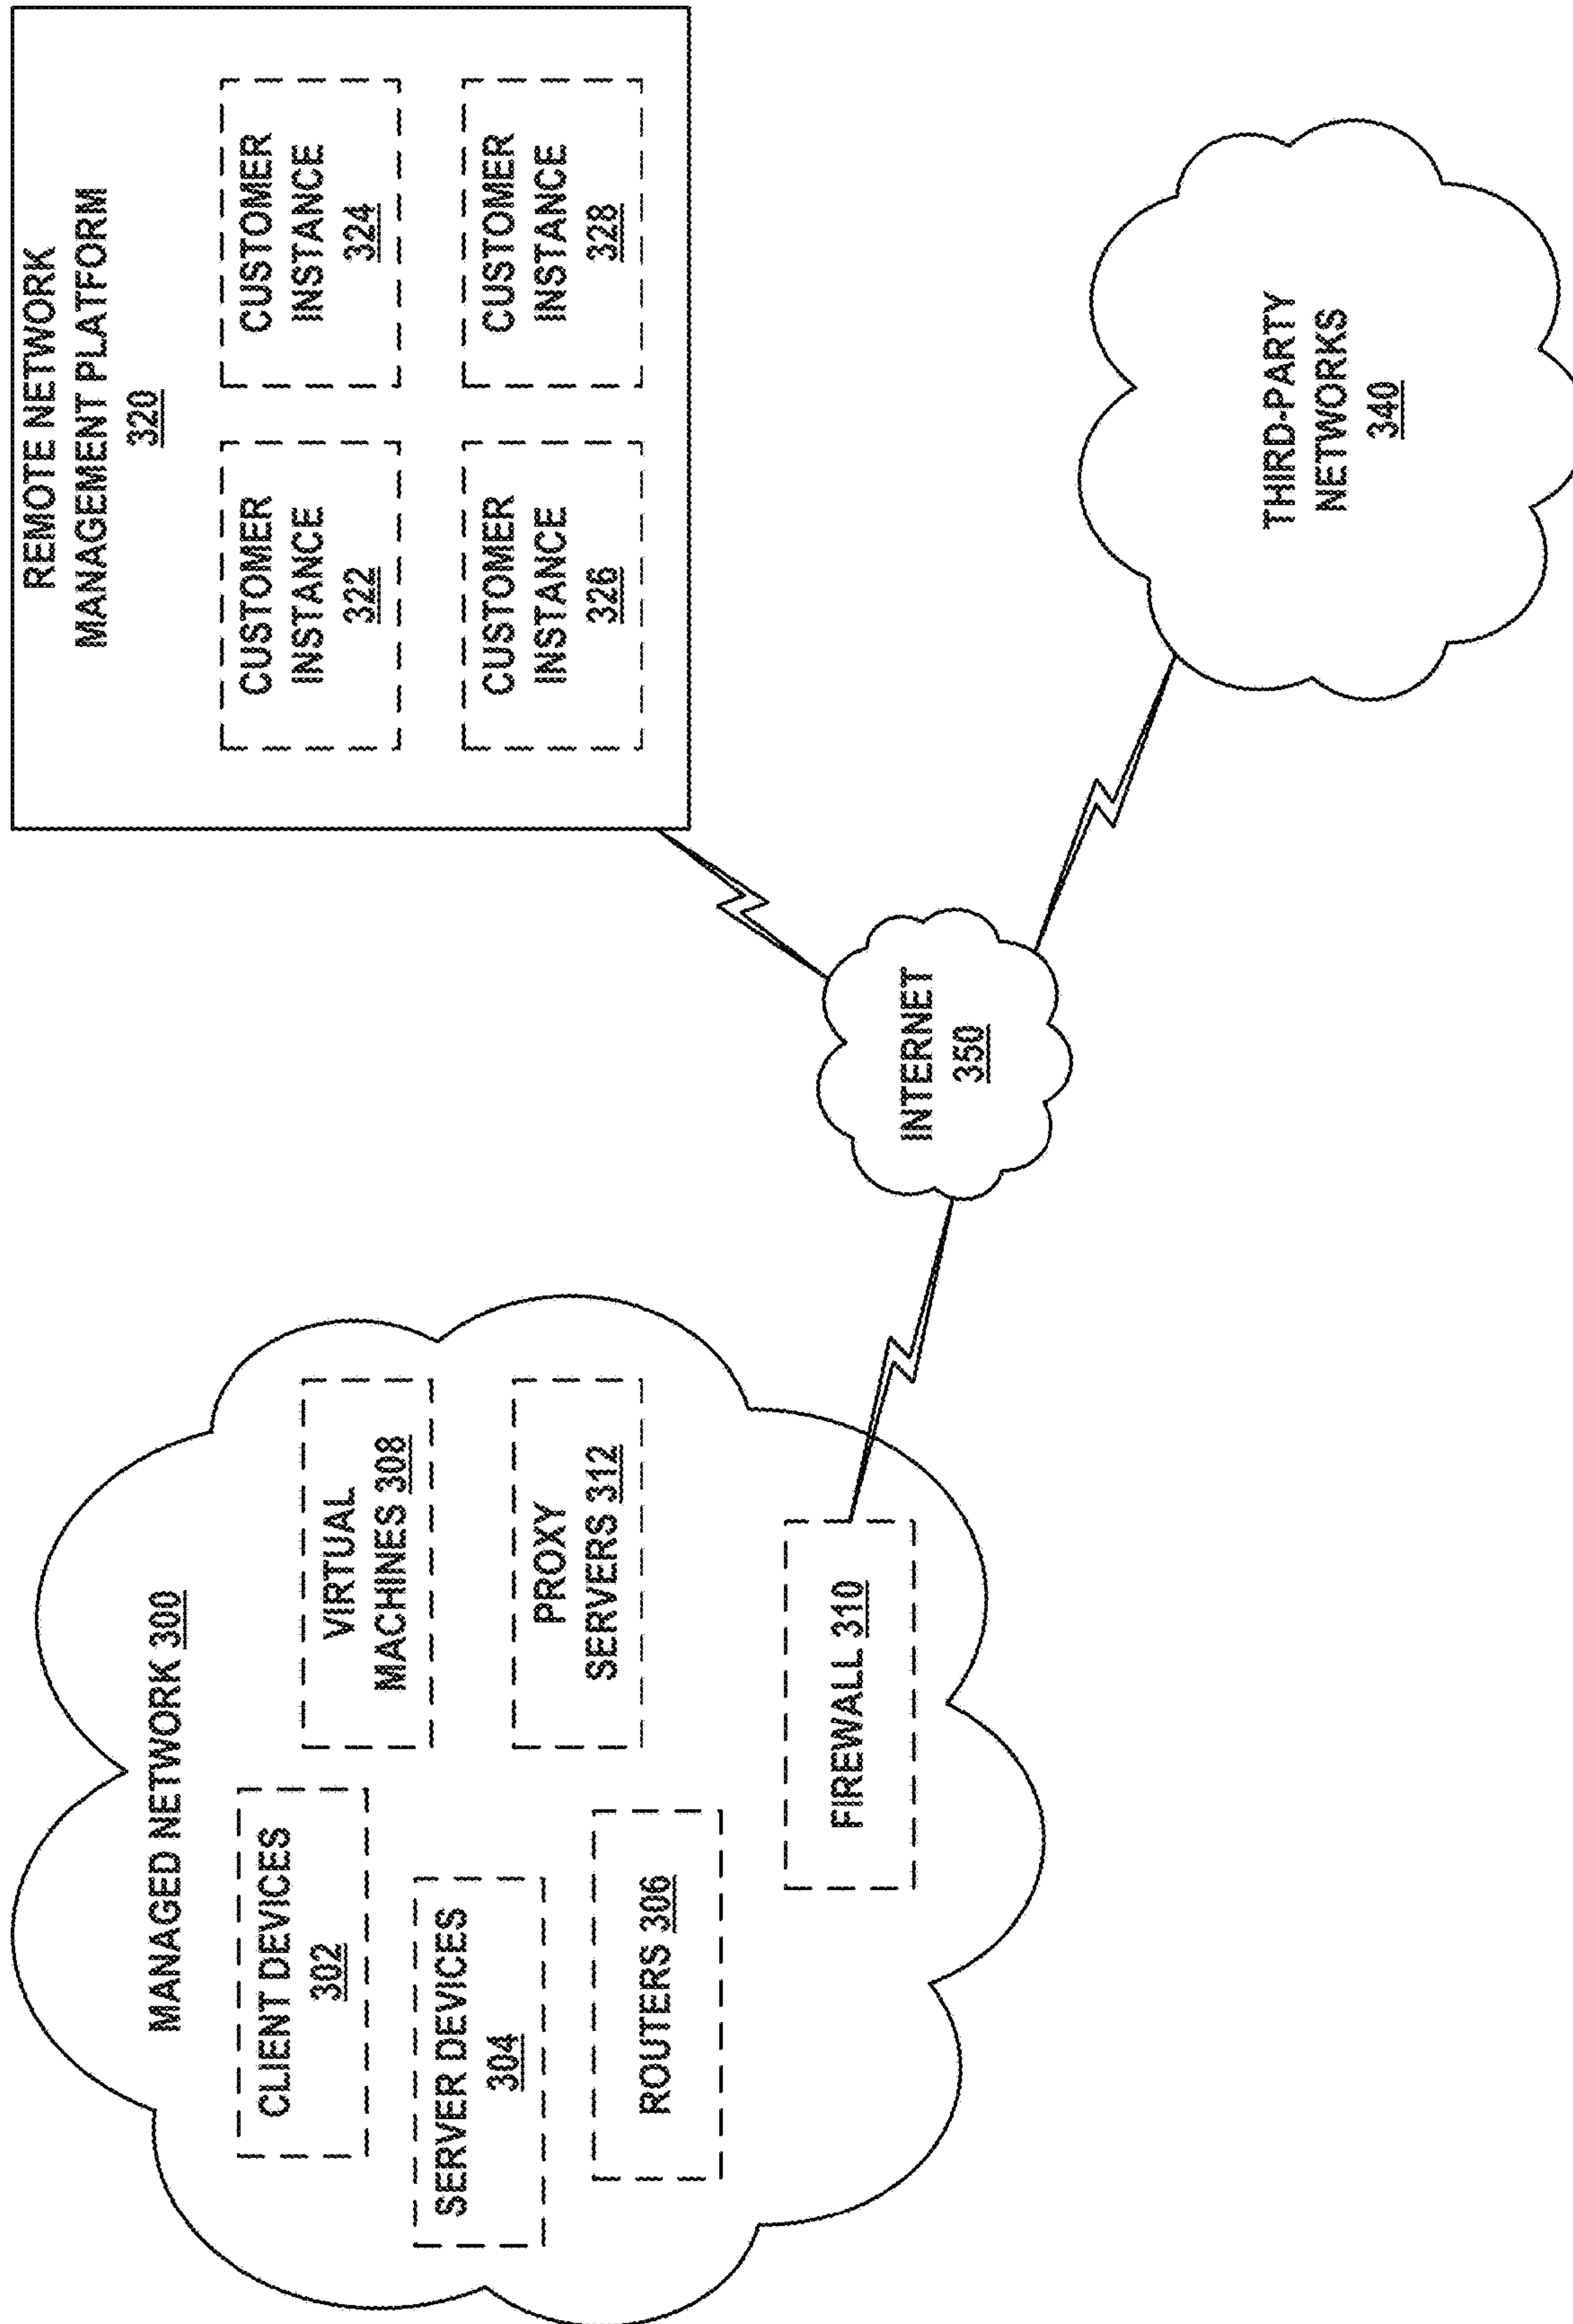 MANAGED NETWORK 300
CLIENT DEVICES
302
SERVER DEVICES
304
ROUTERS 306
VIRTUAL
MACHINES 308
PROXY
SERVERS 312
FIREWALL 310
INTERNET
350
REMOTE NETWORK
MANAGEMENT PLATFORM
320
CUSTOMER
INSTANCE
322
CUSTOMER
INSTANCE
324
CUSTOMER
INSTANCE
326
CUSTOMER
INSTANCE
328
THIRD-PARTY
NETWORKS
340